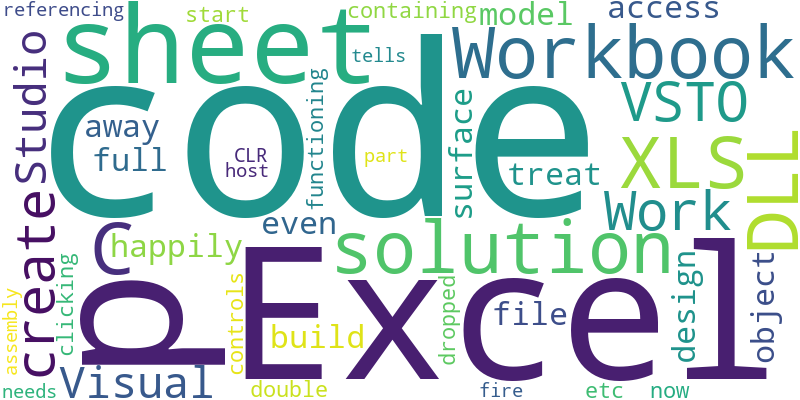 referencing
start
containing
model
access
sheet
tells
Workbook
Studio
code
away
full
CLR
host
functioning
part
surface
treat
VSTO
XLS
DLL
create
C
happily
even
solution
Work
clicking
p
Excel
controls
build
dropped
file
design
object
assembly
needs
Visual
double
fire
etc
now